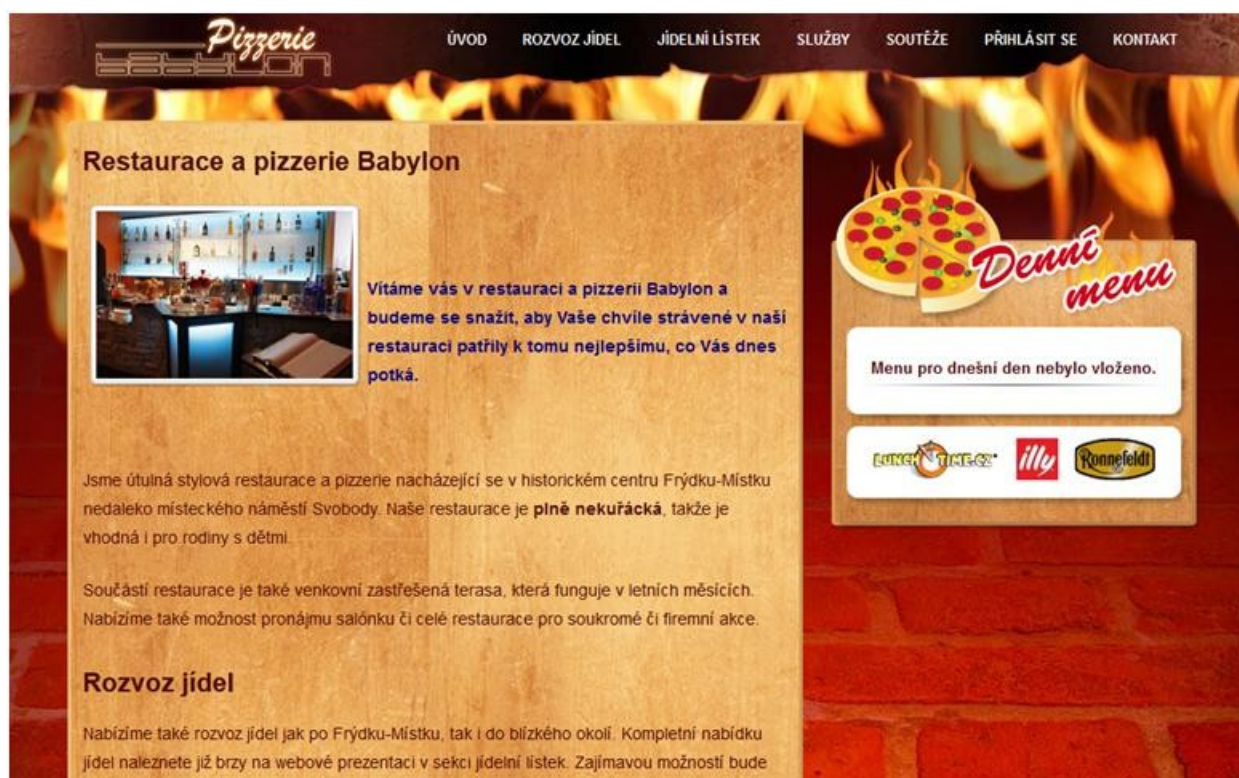 Pizzerie
babylon
ÚVOD ROZVOZ JÍDEL JÍDELNÍ LÍSTEK SLUŽBY SOUTĚŽE PŘIHLÁSIT SE KONTAKT
Restaurace a pizzerie Babylon
Vítáme vás v restauraci a pizzerii Babylon a
budeme se snažit, aby Vaše chvíle strávené v naší
restauraci patřily k tomu nejlepšímu, co Vás dnes
potká.
Jsme útulná stylová restaurace a pizzerie nacházející se v historickém centru Frýdku-Místku
nedaleko místeckého náměstí Svobody. Naše restaurace je plně nekuřácká, takže je
vhodná i pro rodiny s dětmi.
Součástí restaurace je také venkovní zastřešená terasa, která funguje v letních měsících.
Nabízíme také možnost pronájmu salónku či celé restaurace pro soukromé či firemní akce.
Rozvoz jídel
Nabízíme také rozvoz jídel jak po Frýdku-Místku, tak i do blízkého okolí. Kompletní nabídku
jídel naleznete již brzy na webové prezentaci v sekci jídelní lístek. Zajímavou možností bude
Denní
menu
Menu pro dnešní den nebylo vloženo.
LUNCHTIME.CZ illy Ronnefeldt